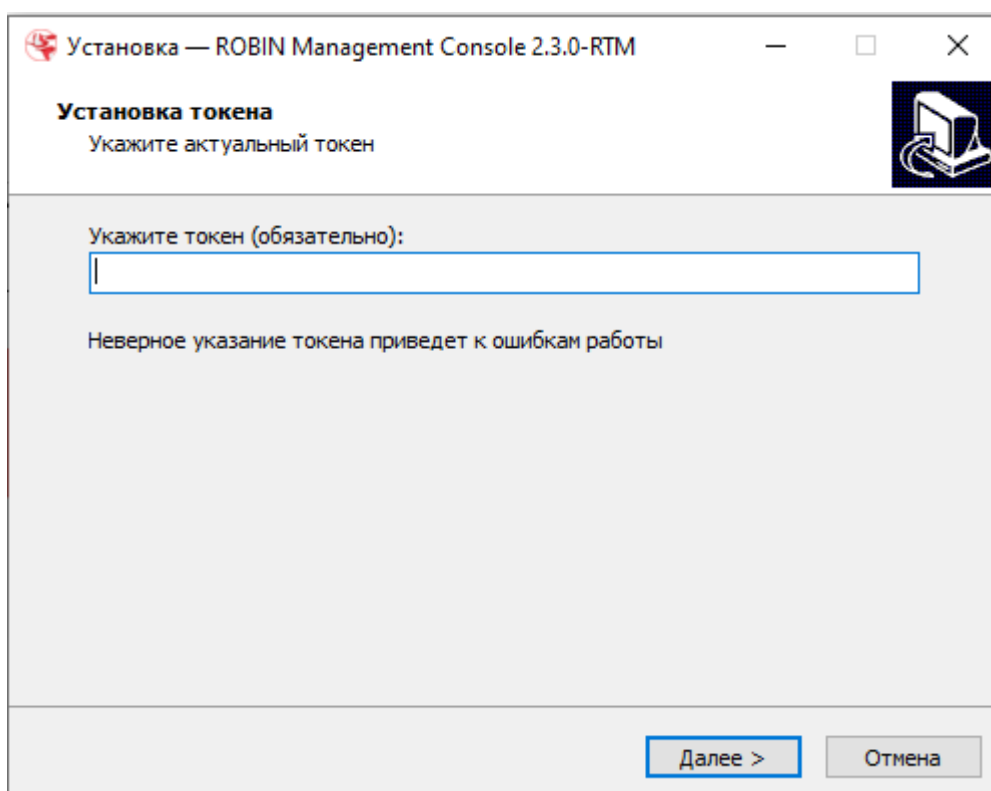 Установка — ROBIN Management Console 2.3.0-RTM
Установка токена
Укажите актуальный токен
Укажите токен (обязательно):
Неверное указание токена приведет к ошибкам работы
Далее >
Отмена